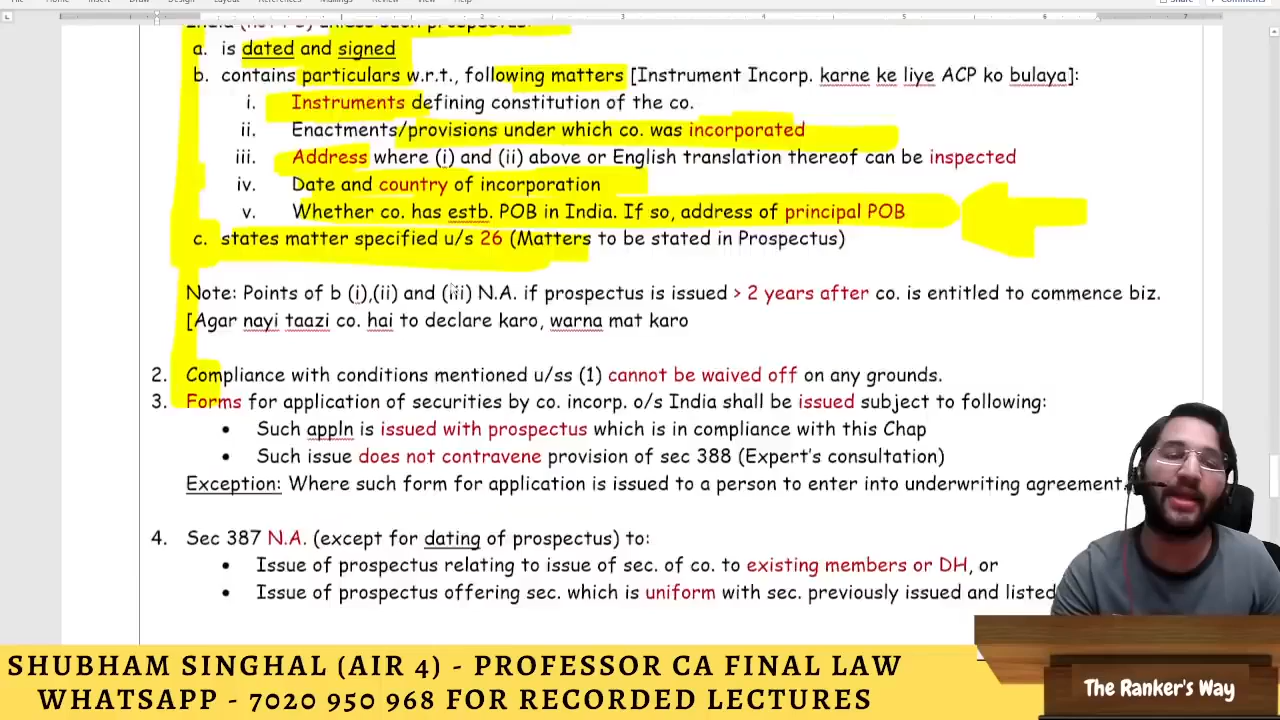 India (not PS) unless such prospectus:
a. is dated and signed
b. contains particulars w.r.t., following matters [Instrument Incorp. karne ke liye ACP ko bulaya]:
i. Instruments defining constitution of the co.
ii. Enactments/provisions under which co. was incorporated
iii. Address where (i) and (ii) above or English translation thereof can be inspected
iv. Date and country of incorporation
v. Whether co. has estb. POB in India. If so, address of principal POB
c. states matter specified u/s 26 (Matters to be stated in Prospectus)
Note: Points of b (i),(ii) and (iii) N.A. if prospectus is issued > 2 years after co. is entitled to commence biz.
[Agar nayi taazi co. hai to declare karo, warna mat karo
2. Compliance with conditions mentioned u/ss (1) cannot be waived off on any grounds.
3. Forms for application of securities by co. incorp. o/s India shall be issued subject to following:
• Such appln is issued with prospectus which is in compliance with this Chap
• Such issue does not contravene provision of sec 388 (Expert's consultation)
Exception: Where such form for application is issued to a person to enter into underwriting agreement.
4. Sec 387 N.A. (except for dating of prospectus) to:
• Issue of prospectus relating to issue of sec. of co. to existing members or DH, or
• Issue of prospectus offering sec. which is uniform with sec. previously issued and listed
SHUBHAM SINGHAL (AIR 4) - PROFESSOR CA FINAL LAW
WHATSAPP - 7020 950 968 FOR RECORDED LECTURES
The Ranker's Way